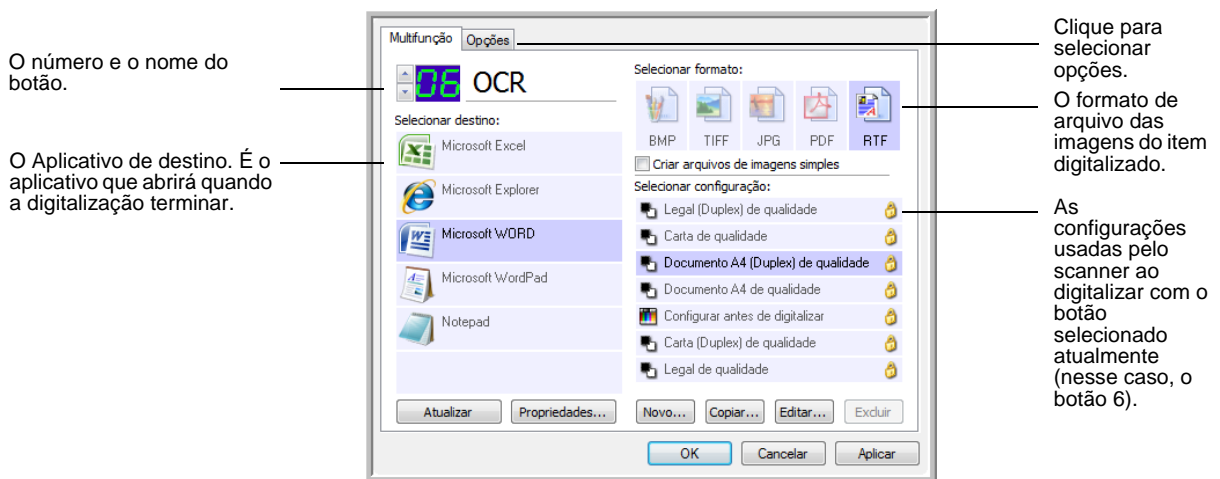 O número e o nome do
botão.
O Aplicativo de destino. É o
aplicativo que abrirá quando
a digitalização terminar.
Multifunção
Opções
06
OCR
Selecionar destino:
Microsoft Excel
Microsoft Explorer
Microsoft WORD
Microsoft WordPad
Notepad
Atualizar
Propriedades...
Selecionar formato:
BMP
TIFF
JPG
PDF
RTF
Criar arquivos de imagens simples
Selecionar configuração:
Legal (Duplex) de qualidade
Carta de qualidade
Documento A4 (Duplex) de qualidade
Documento A4 de qualidade
Configurar antes de digitalizar
Carta (Duplex) de qualidade
Legal de qualidade
Novo...
Copiar...
Editar...
Excluir
OK
Cancelar
Aplicar
Clique para
selecionar
opções.
O formato de
arquivo das
imagens do item
digitalizado.
As
configurações
usadas pelo
scanner ao
digitalizar com o
botão
selecionado
atualmente
(nesse caso, o
botão 6).